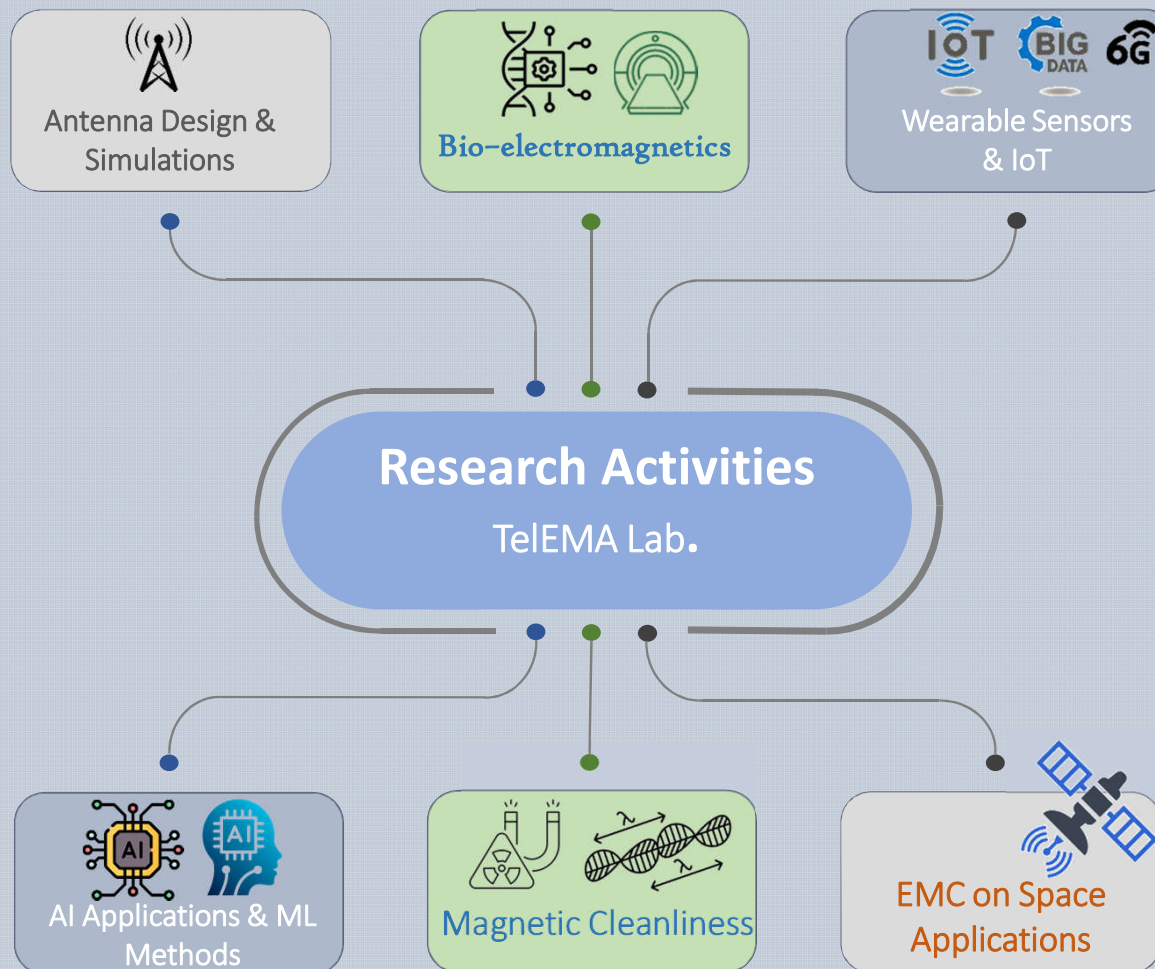 Antenna Design &
Simulations
Bio-electromagnetics
IOT
BIG
DATA
6G
Wearable Sensors
& IoT
Research Activities
TelEMA Lab.
AI
AI
AI Applications & ML
Methods
λ
λ
Magnetic Cleanliness
EMC on Space
Applications